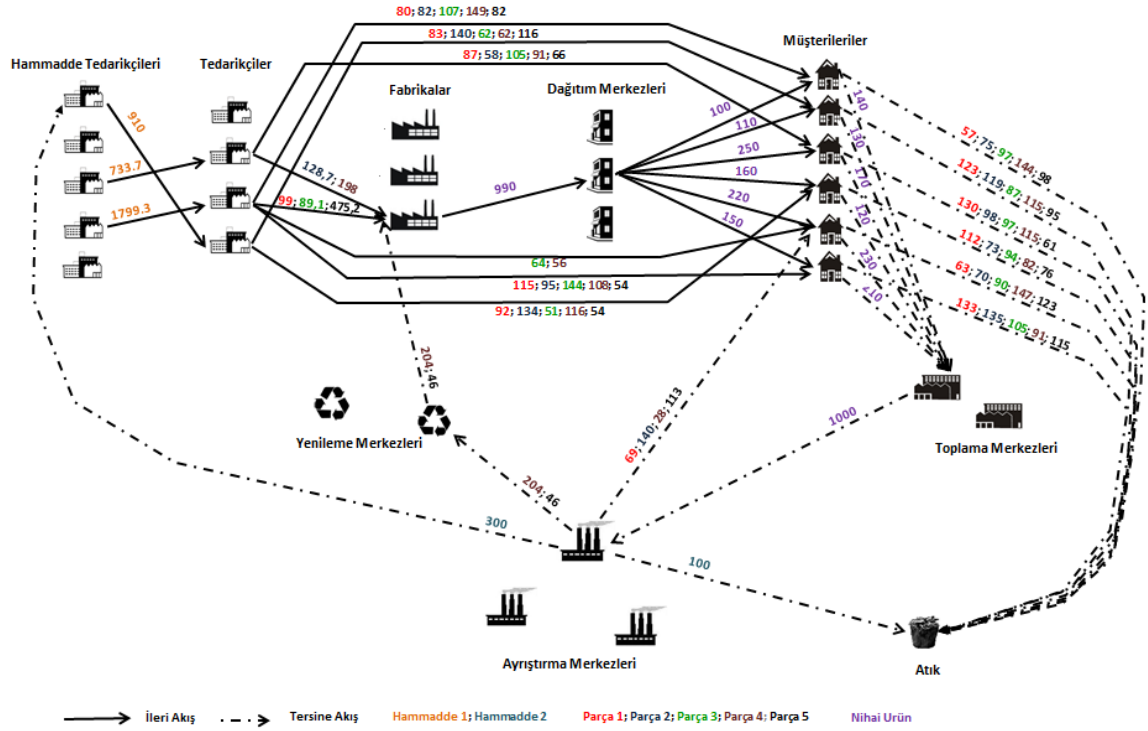 80; 82; 107; 149; 82
83; 140; 62; 62; 116
87; 58; 105; 91; 66
Müşterileriler
Hammadde Tedarikçileri
Tedarikçiler
Fabrikalar
Dağıtım Merkezleri
910
733.7
1799.3
128,7; 198
99; 89,1; 475,2
990
100
110
250
160
220
150
140
130
170
120
230
210
57; 75; 97; 144; 98
123; 119; 87; 115; 95
130; 98; 97; 115; 61
112; 73; 94; 82; 76
63; 70; 90; 147; 123
133; 135; 105; 91; 115
64; 56
115; 95; 144; 108; 54
92; 134; 51; 116; 54
204; 46
Yenileme Merkezleri
69; 140; 28; 113
1000
Toplama Merkezleri
204; 46
300
100
Ayrıştırma Merkezleri
Atık
İleri Akış
Tersine Akış
Hammadde 1; Hammadde 2
Parça 1; Parça 2; Parça 3; Parça 4; Parça 5
Nihai Urün